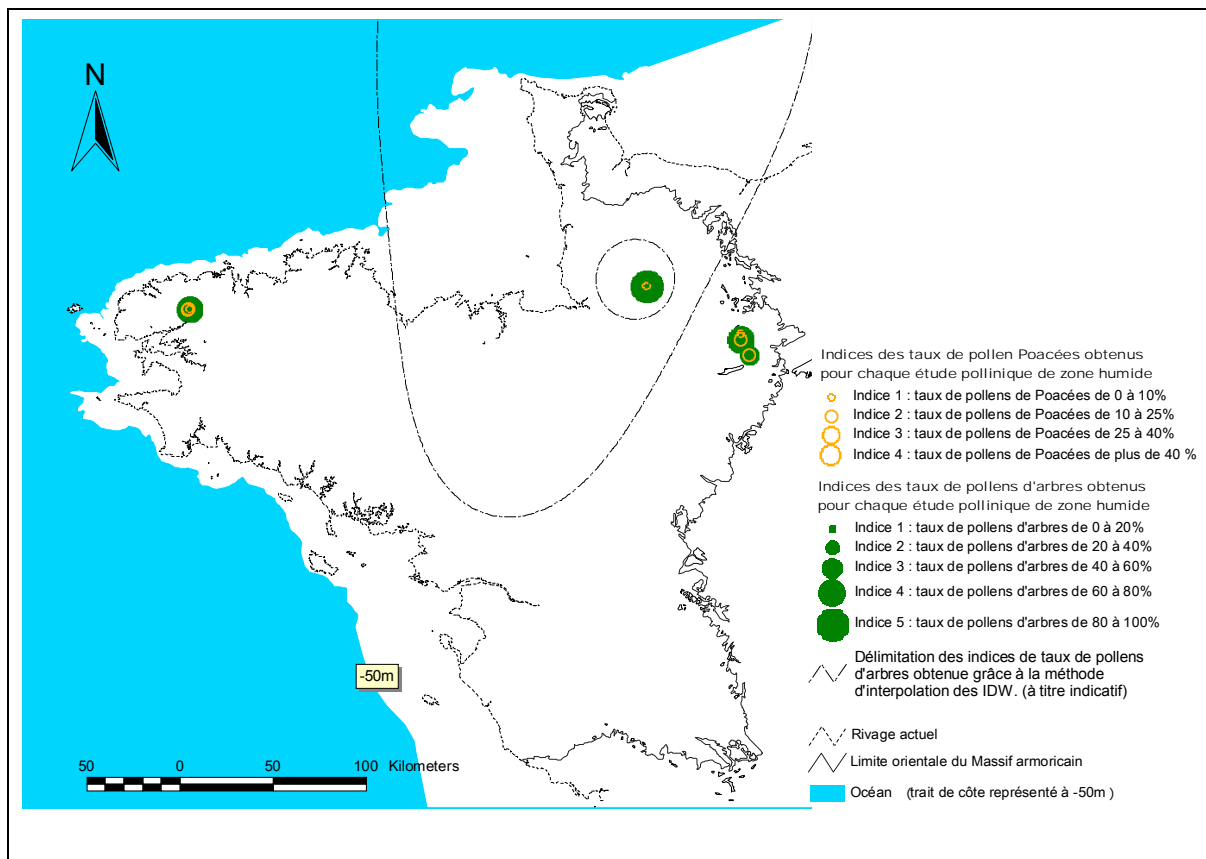 N
Indices des taux de pollen Poacées obtenus
pour chaque étude pollinique de zone humide
Indice 1 : taux de pollens de Poacées de 0 à 10%
Indice 2 : taux de pollens de Poacées de 10 à 25%
Indice 3 : taux de pollens de Poacées de 25 à 40%
Indice 4 : taux de pollens de Poacées de plus de 40 %
Indices des taux de pollens d'arbres obtenus
pour chaque étude pollinique de zone humide
Indice 1 : taux de pollens d'arbres de 0 à 20%
Indice 2 : taux de pollens d'arbres de 20 à 40%
Indice 3 : taux de pollens d'arbres de 40 à 60%
Indice 4 : taux de pollens d'arbres de 60 à 80%
Indice 5 : taux de pollens d'arbres de 80 à 100%
Délimitation des indices de taux de pollens
d'arbres obtenue grâce à la méthode
d'interpolation des IDW. (à titre indicatif)
-50m
Rivage actuel
Limite orientale du Massif armoricain
Océan (trait de côte représenté à -50m )
50 0 50 100 Kilometers